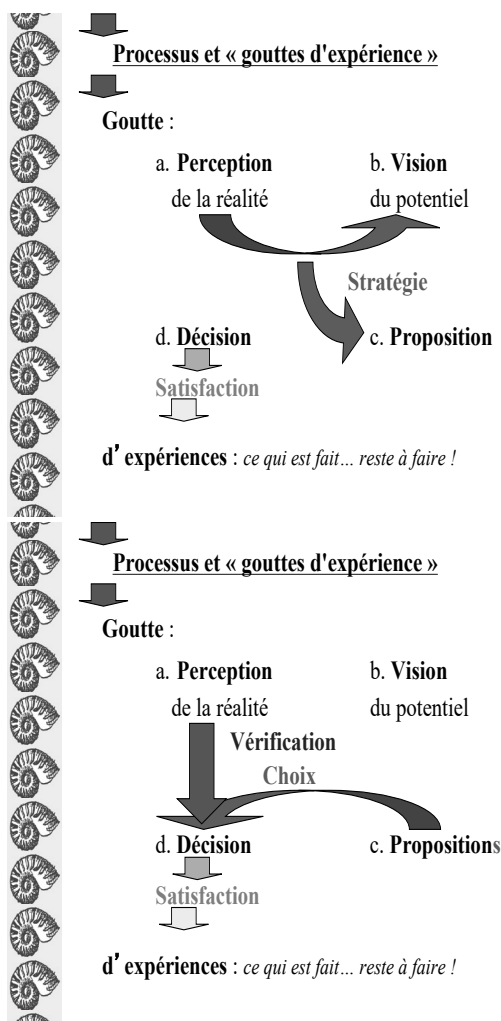 Processus et « gouttes d'expérience »
Goutte :
a. Perception b. Vision
de la réalité du potentiel
Stratégie
d. Décision c. Proposition
Satisfaction
d’expériences : ce qui est fait… reste à faire !
Processus et « gouttes d'expérience »
Goutte :
a. Perception b. Vision
de la réalité du potentiel
Vérification
Choix
d. Décision c. Propositions
Satisfaction
d’expériences : ce qui est fait… reste à faire !